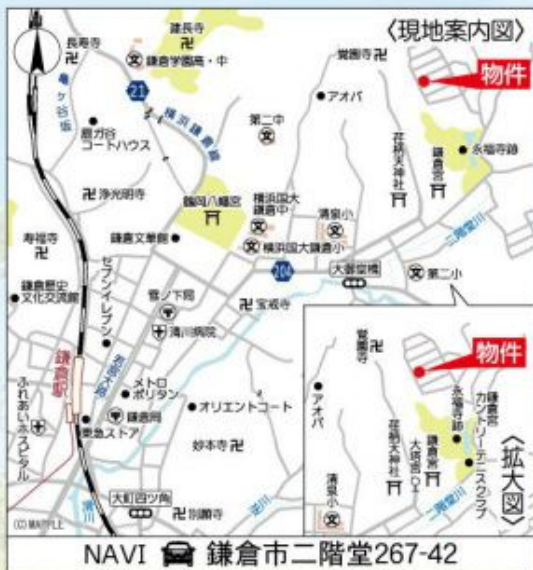 〈現地案内図〉
物件
建長寺
長寿寺
鎌倉学園高・中
亀ヶ谷坂
21
横浜鎌倉線
扇ガ谷
コートハウス
第二中
覚園寺
アオバ
永福寺跡
鎌倉宮
荏柄天神社
浄光明寺
鶴岡八幡宮
横浜国大
鎌倉中
清泉小
二階堂川
寿福寺
鎌倉文華館
横浜国大鎌倉小
204
大御堂橋
第二小
鎌倉歴史
文化交流館
セブンイレブン
雪ノ下局
宝戒寺
清川病院
鎌倉駅
若宮大路
メトロ
ポリタン
鎌倉局
オリエントコート
ふれあいホスピタル
東急ストア
妙本寺
大町四ツ角
別願寺
滑川
逆川
(C)MAPPLE
覚園寺
物件
アオバ
永福寺跡
鎌倉宮
カントリーテニスクラブ
鎌倉宮
大塔宮
荏柄天神社
清泉小
二階堂川
〈拡大図〉
NAVI 鎌倉市二階堂267-42